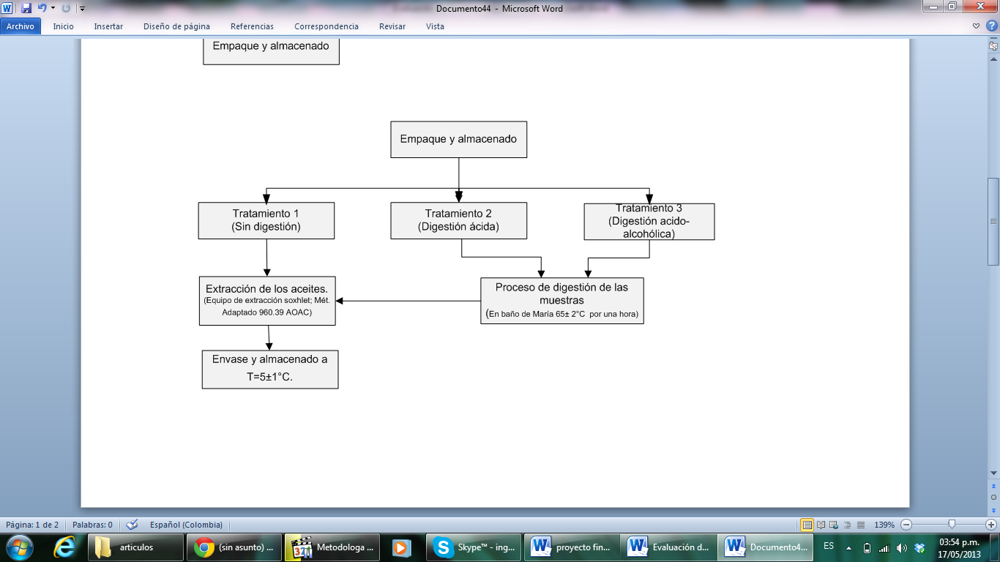 Documento44 - Microsoft Word
Archivo Inicio Insertar Diseño de página Referencias Correspondencia Revisar Vista
Empaque y almacenado
Empaque y almacenado
Tratamiento 1
(Sin digestión)
Tratamiento 2
(Digestión ácida)
Tratamiento 3
(Digestión acido-
alcohólica)
Extracción de los aceites.
(Equipo de extracción soxhlet; Mét.
Adaptado 960.39 AOAC)
Proceso de digestión de las
muestras
(En baño de María 65± 2°C por una hora)
Envase y almacenado a
T=5±1°C.
Página: 1 de 2 Palabras: 0 Español (Colombia) 139%
articulos (sin asunto) ... Metodologa ... Skype™ - ing... proyecto fin... Evaluación d... Documento4... ES 03:54 p.m.
17/05/2013